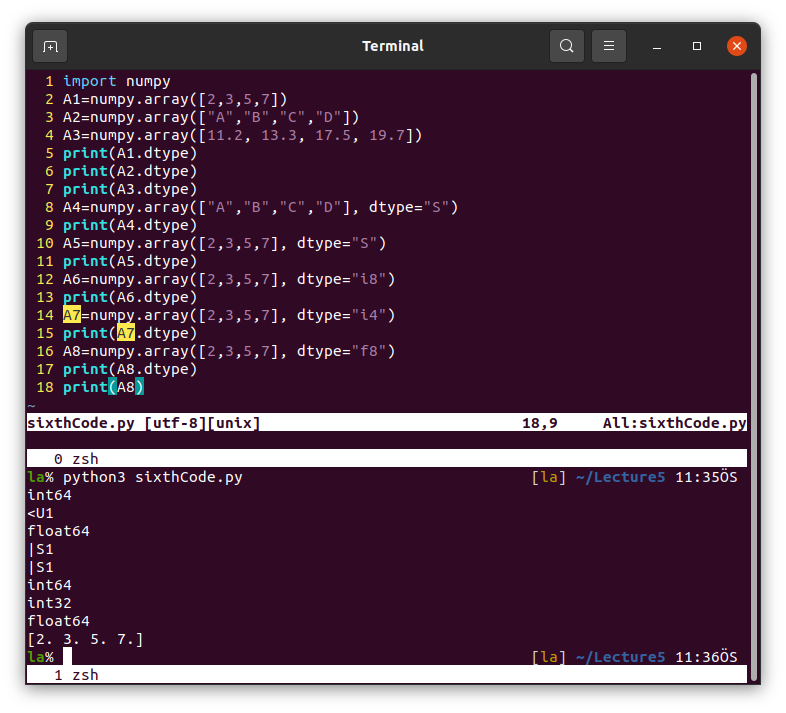 Terminal
1 import numpy
2 A1=numpy.array([2,3,5,7])
3 A2=numpy.array(["A","B","C","D"])
4 A3=numpy.array([11.2, 13.3, 17.5, 19.7])
5 print(A1.dtype)
6 print(A2.dtype)
7 print(A3.dtype)
8 A4=numpy.array(["A","B","C","D"], dtype="S")
9 print(A4.dtype)
10 A5=numpy.array([2,3,5,7], dtype="S")
11 print(A5.dtype)
12 A6=numpy.array([2,3,5,7], dtype="i8")
13 print(A6.dtype)
14 A7=numpy.array([2,3,5,7], dtype="i4")
15 print(A7.dtype)
16 A8=numpy.array([2,3,5,7], dtype="f8")
17 print(A8.dtype)
18 print(A8)
~
sixthCode.py [utf-8][unix] 18,9 All:sixthCode.py
0 zsh
la% python3 sixthCode.py [la] ~/Lecture5 11:35ÖS
int64
<U1
float64
|S1
|S1
int64
int32
float64
[2. 3. 5. 7.]
la% [la] ~/Lecture5 11:36ÖS
1 zsh